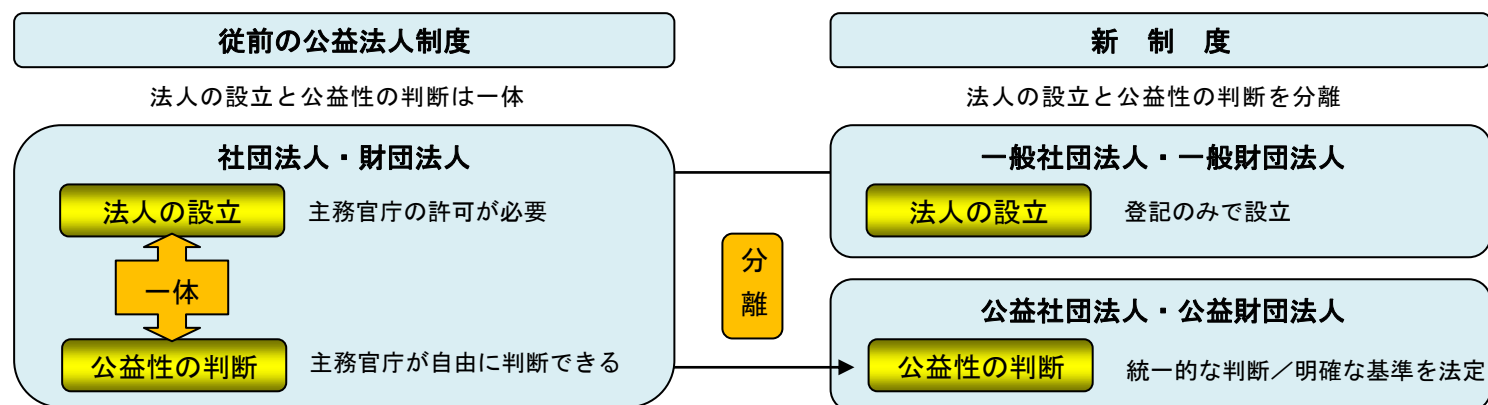 従前の公益法人制度
法人の設立と公益性の判断は一体
社団法人・財団法人
法人の設立 主務官庁の許可が必要
一体
公益性の判断 主務官庁が自由に判断できる
分離
新 制 度
法人の設立と公益性の判断を分離
一般社団法人・一般財団法人
法人の設立 登記のみで設立
公益社団法人・公益財団法人
公益性の判断 統一的な判断／明確な基準を法定